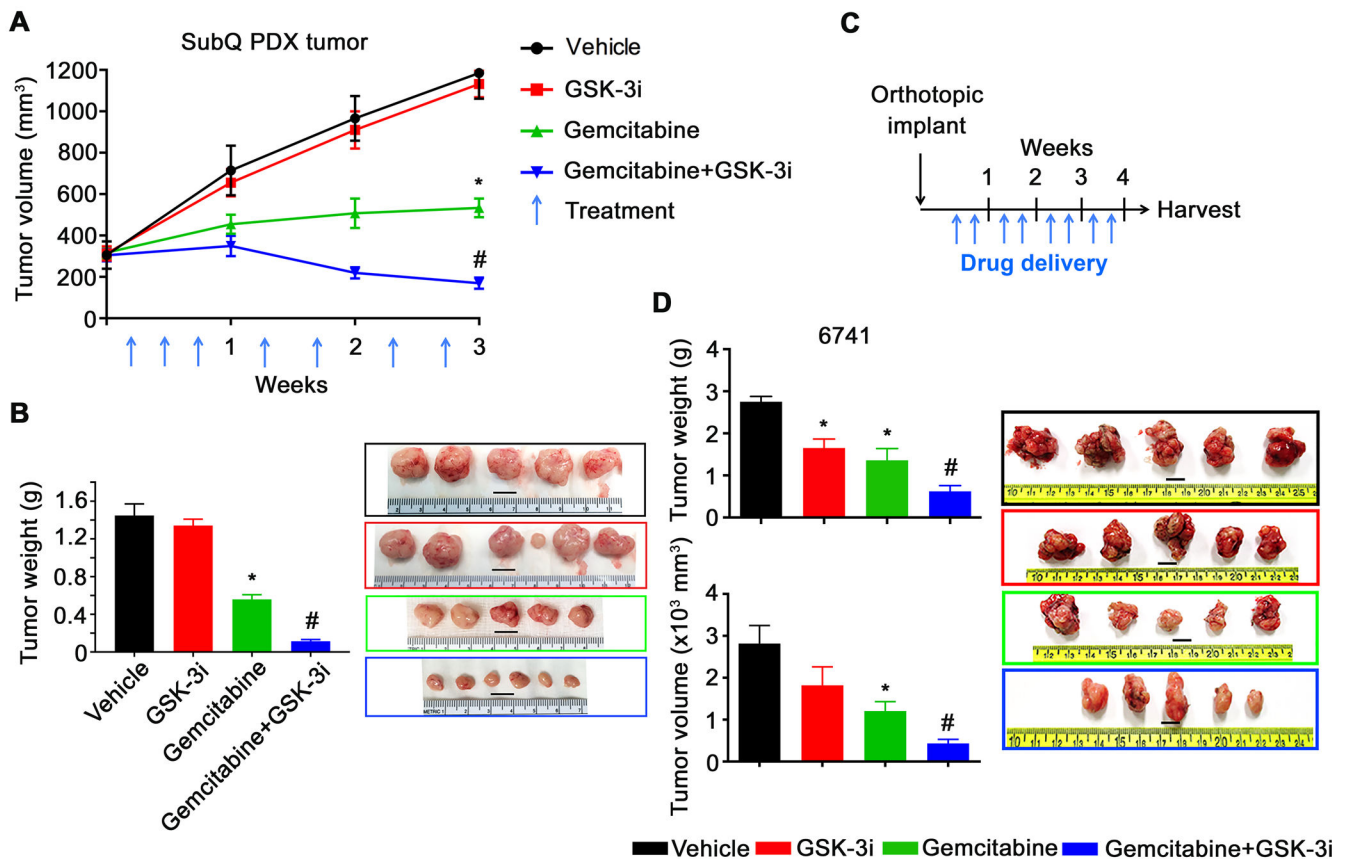 A
SubQ PDX tumor
Tumor volume (mm³)
1200
1000
800
600
400
200
0
1
2
3
Weeks
*
#
Vehicle
GSK-3i
Gemcitabine
Gemcitabine+GSK-3i
Treatment
B
Tumor weight (g)
1.6
1.2
0.8
0.4
0
*
#
Vehicle
GSK-3i
Gemcitabine
Gemcitabine+GSK-3i
C
Orthotopic
implant
Weeks
1 2 3 4
Harvest
Drug delivery
D
6741
Tumor weight (g)
4
3
2
1
0
* * #
Tumor volume (x10³ mm³)
4
3
2
1
0
* #
Vehicle GSK-3i Gemcitabine Gemcitabine+GSK-3i